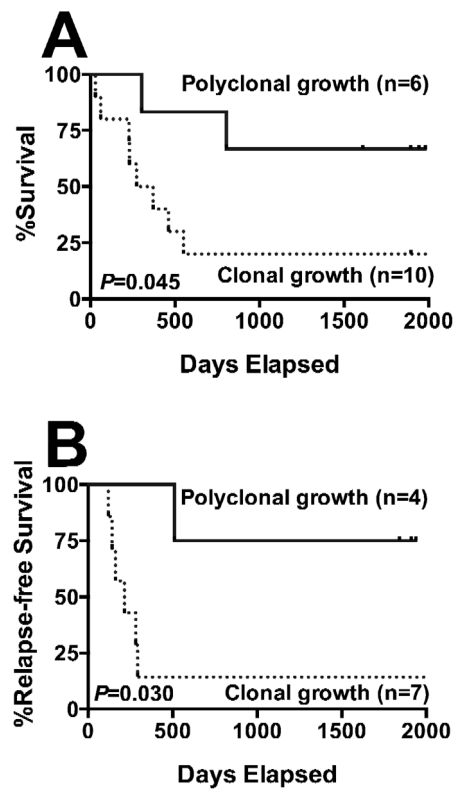 A
%Survival
100
75
50
25
0
Polyclonal growth (n=6)
Clonal growth (n=10)
P=0.045
0 500 1000 1500 2000
Days Elapsed
B
%Relapse-free Survival
100
75
50
25
0
Polyclonal growth (n=4)
Clonal growth (n=7)
P=0.030
0 500 1000 1500 2000
Days Elapsed